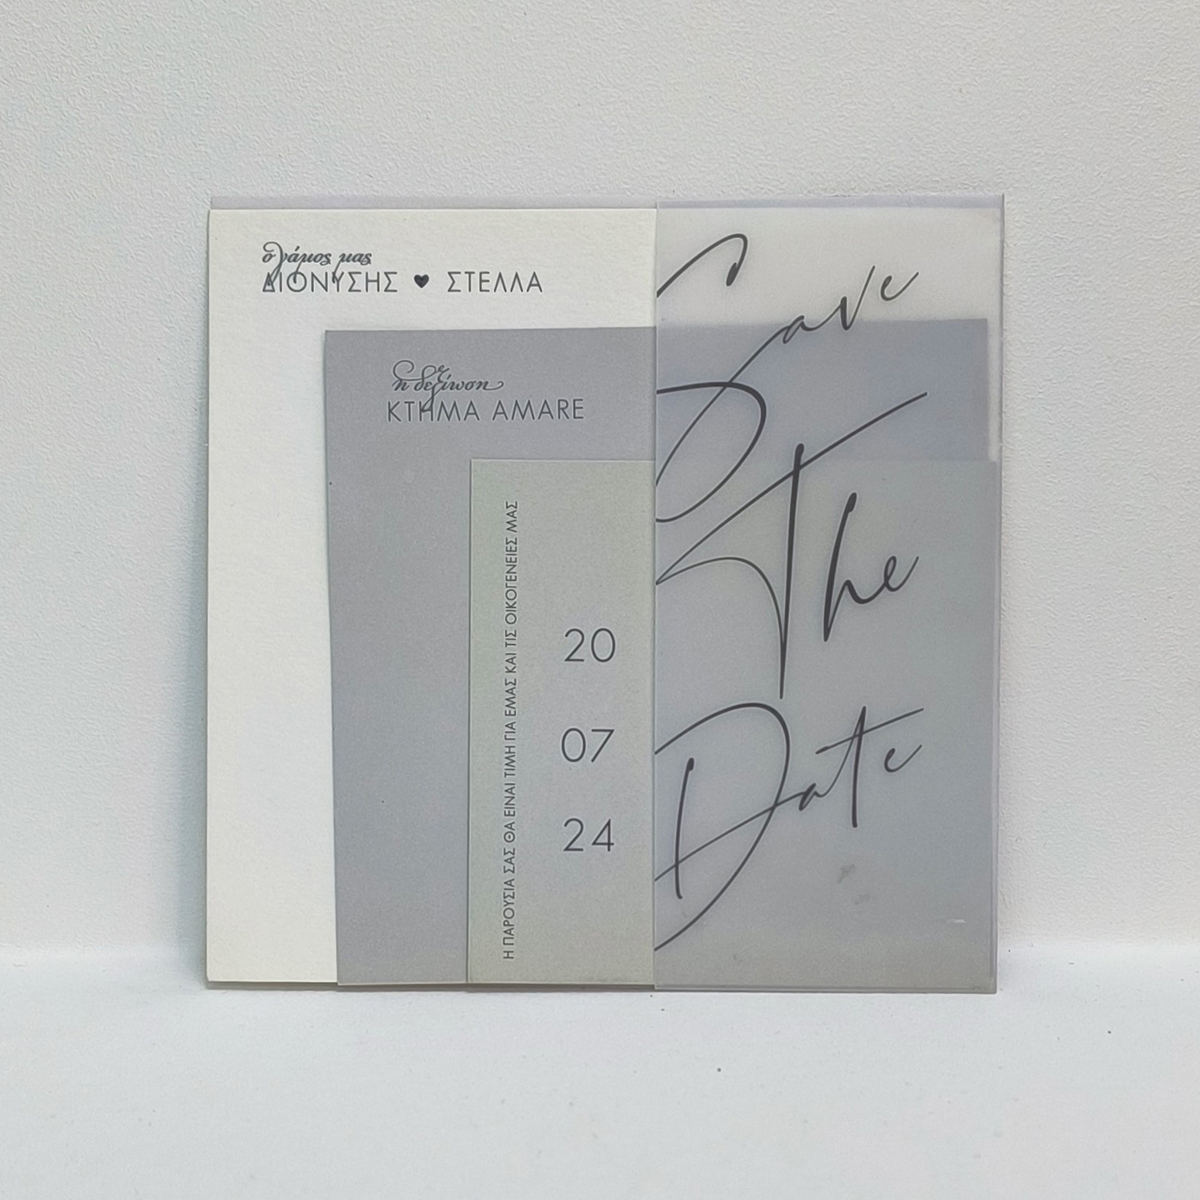 ο γάμος μας
ΔΙΟΝΥΣΗΣ ♥ ΣΤΕΛΛΑ
η δεξίωση
ΚΤΗΜΑ AMARE
Η ΠΑΡΟΥΣΙΑ ΣΑΣ ΘΑ ΕΙΝΑΙ ΤΙΜΗ ΓΙΑ ΕΜΑΣ ΚΑΙ ΤΙΣ ΟΙΚΟΓΕΝΕΙΕΣ ΜΑΣ
20
07
24
Save
The
Date